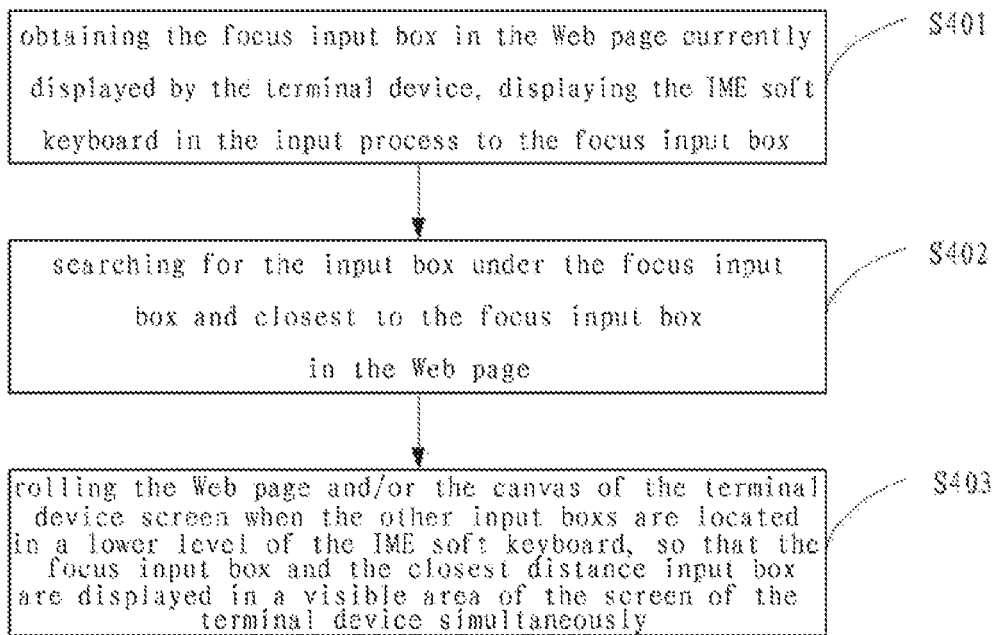 obtaining the focus input box in the Web page currently
displayed by the terminal device, displaying the IME soft
keyboard in the input process to the focus input box
S401
searching for the input box under the focus input
box and closest to the focus input box
in the Web page
S402
rolling the Web page and/or the canvas of the terminal
device screen when the other input boxs are located
in a lower level of the IME soft keyboard, so that the
focus input box and the closest distance input box
are displayed in a visible area of the screen of the
terminal device simultaneously
S403